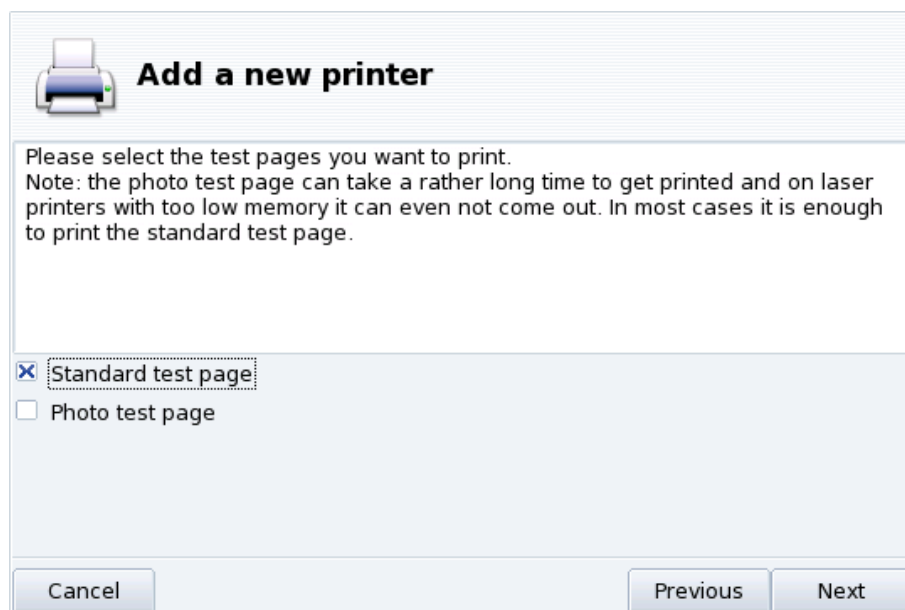 Add a new printer
Please select the test pages you want to print.
Note: the photo test page can take a rather long time to get printed and on laser
printers with too low memory it can even not come out. In most cases it is enough
to print the standard test page.
Standard test page
Photo test page
Cancel
Previous
Next